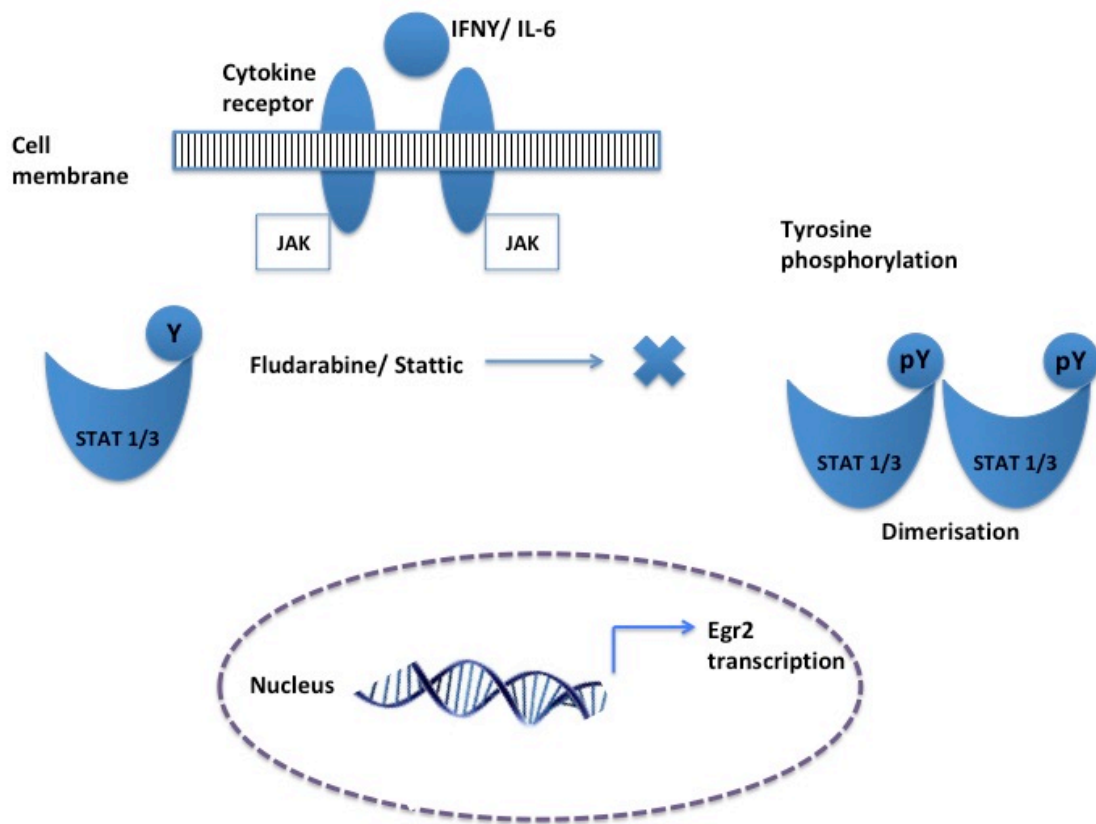 IFNY/ IL-6
Cytokine
receptor
Cell
membrane
JAK
JAK
Tyrosine
phosphorylation
Y
STAT 1/3
Fludarabine/ Stattic
pY
pY
STAT 1/3
STAT 1/3
Dimerisation
Nucleus
Egr2
transcription